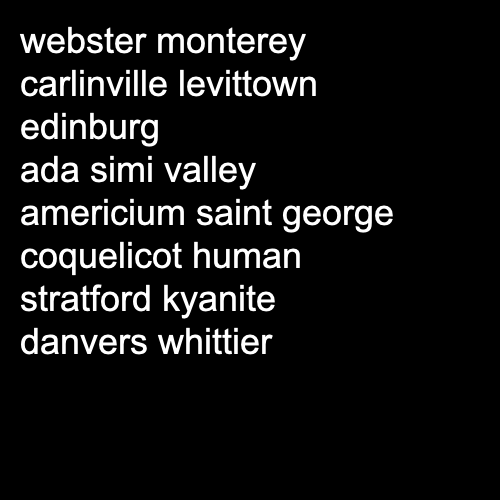 webster monterey
carlinville levittown
edinburg
ada simi valley
americium saint george
coquelicot human
stratford kyanite
danvers whittier